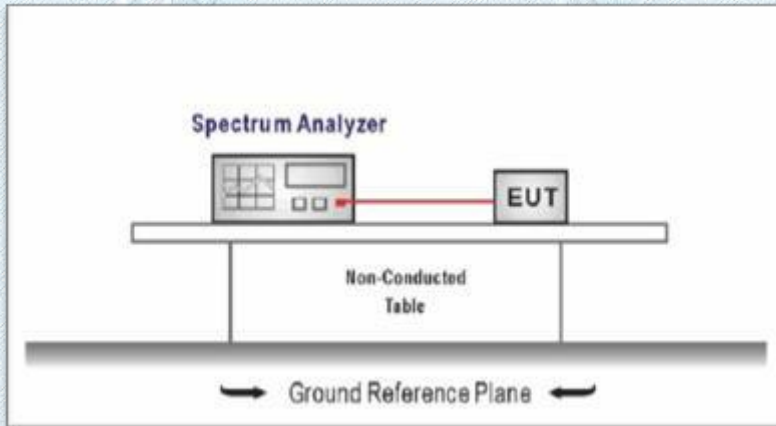 Spectrum Analyzer
EUT
Non-Conducted
Table
Ground Reference Plane